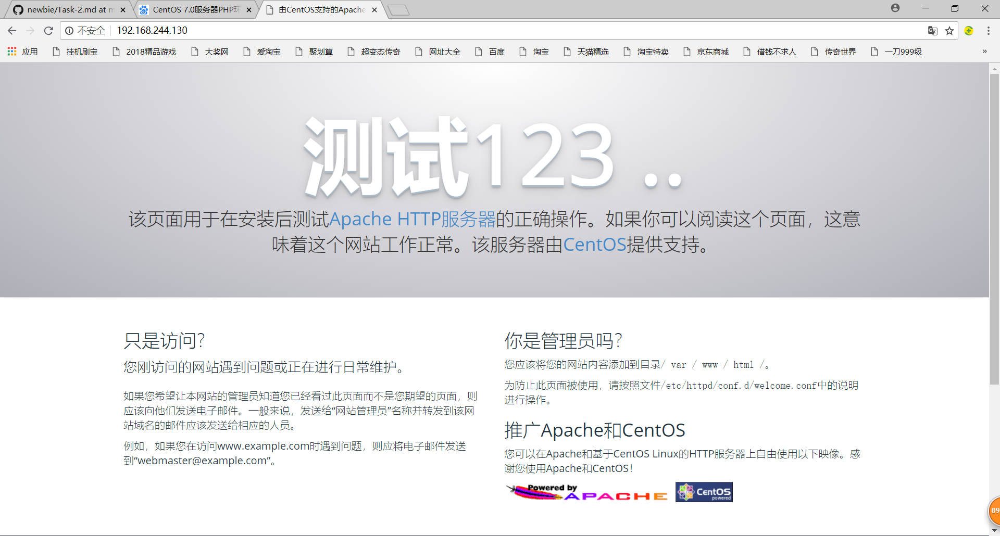 newbie/Task-2.md at m
CentOS 7.0服务器PHP环
由CentOS支持的Apache
不安全 192.168.244.130
应用 挂机刷宝 2018精品游戏 大奖网 爱淘宝 聚划算 超变态传奇 网址大全 百度 淘宝 天猫精选 淘宝特卖 京东商城 借钱不求人 传奇世界 一刀999级 »
测试123 ..
该页面用于在安装后测试Apache HTTP服务器的正确操作。如果你可以阅读这个页面，这意
味着这个网站工作正常。该服务器由CentOS提供支持。
只是访问？
您刚访问的网站遇到问题或正在进行日常维护。
如果您希望让本网站的管理员知道您已经看过此页面而不是您期望的页面，则
应该向他们发送电子邮件。一般来说，发送给“网站管理员”名称并转发到该网
站域名的邮件应该发送给相应的人员。
例如，如果您在访问www.example.com时遇到问题，则应将电子邮件发送
到“webmaster@example.com”。
你是管理员吗？
您应该将您的网站内容添加到目录/ var / www / html /。
为防止此页面被使用，请按照文件/etc/httpd/conf.d/welcome.conf中的说明
进行操作。
推广Apache和CentOS
您可以在Apache和基于CentOS Linux的HTTP服务器上自由使用以下映像。感
谢您使用Apache和CentOS！
Powered by
APACHE
CentOS
powered
89